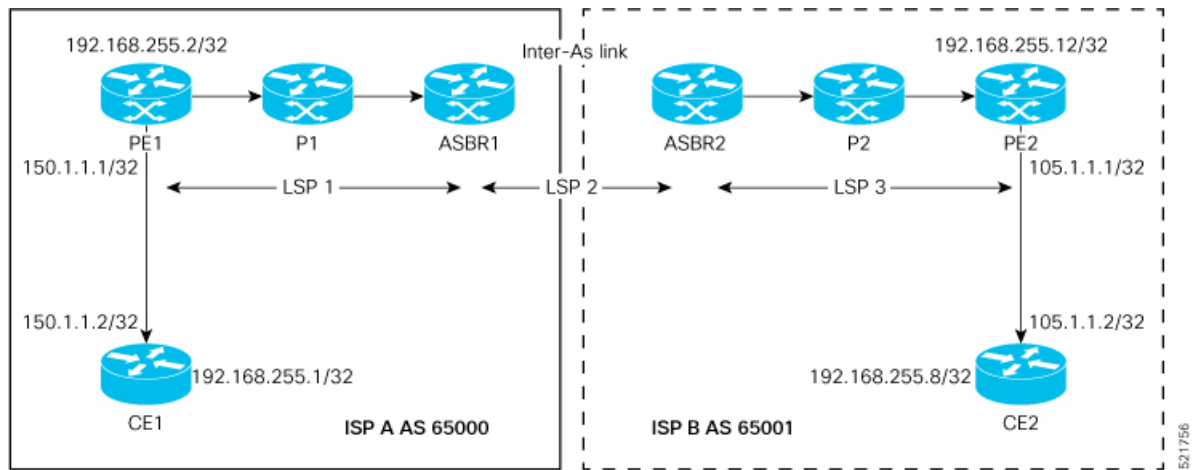 192.168.255.2/32
Inter-As link
192.168.255.12/32
PE1
P1
ASBR1
ASBR2
P2
PE2
150.1.1.1/32
105.1.1.1/32
LSP 1
LSP 2
LSP 3
150.1.1.2/32
105.1.1.2/32
192.168.255.1/32
192.168.255.8/32
CE1
ISP A AS 65000
ISP B AS 65001
CE2
521756